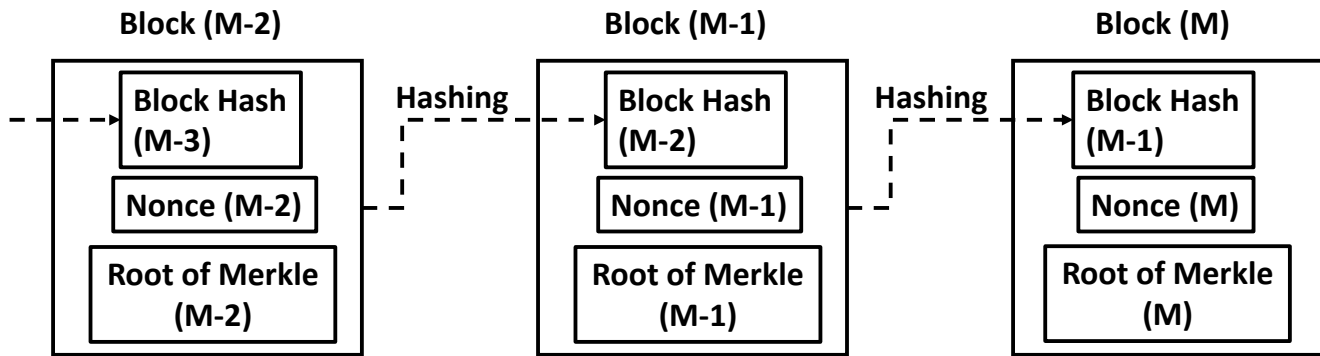 Block (M-2)
Block Hash
(M-3)
Nonce (M-2)
Root of Merkle
(M-2)
Hashing
Block (M-1)
Block Hash
(M-2)
Nonce (M-1)
Root of Merkle
(M-1)
Hashing
Block (M)
Block Hash
(M-1)
Nonce (M)
Root of Merkle
(M)